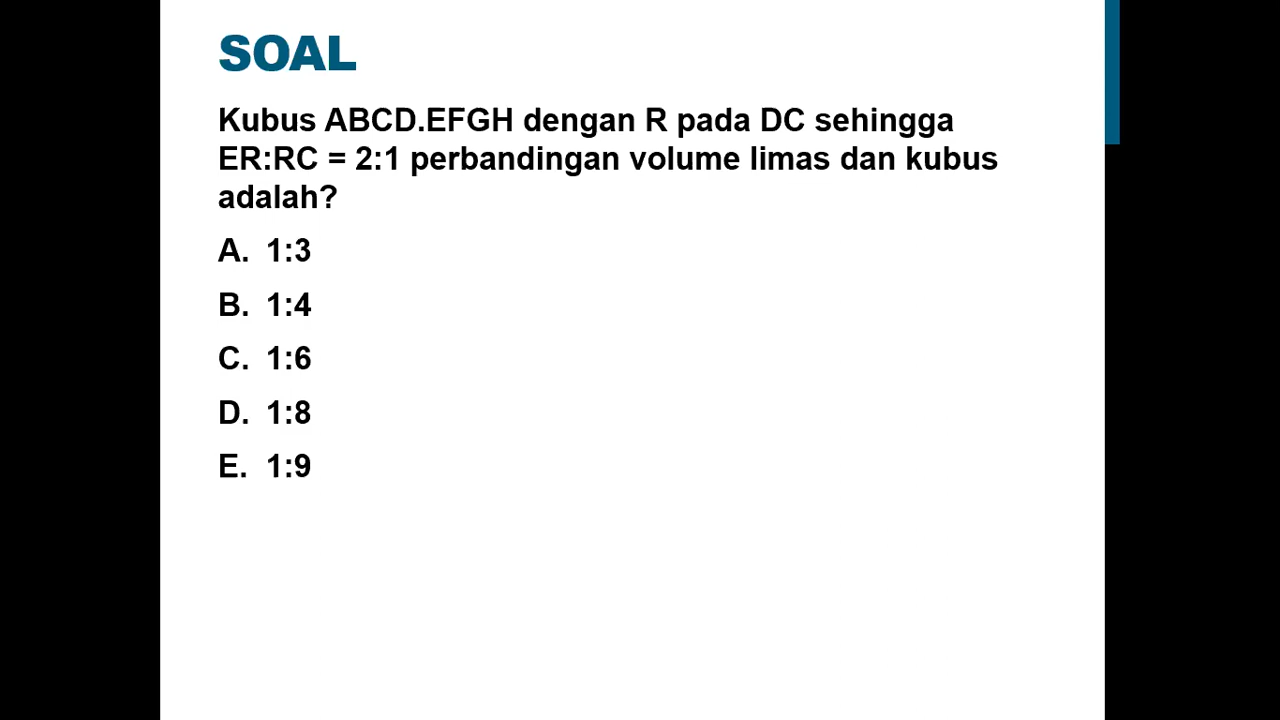 SOAL
Kubus ABCD.EFGH dengan R pada DC sehingga
ER:RC = 2:1 perbandingan volume limas dan kubus
adalah?
A. 1:3
B. 1:4
C. 1:6
D. 1:8
E. 1:9